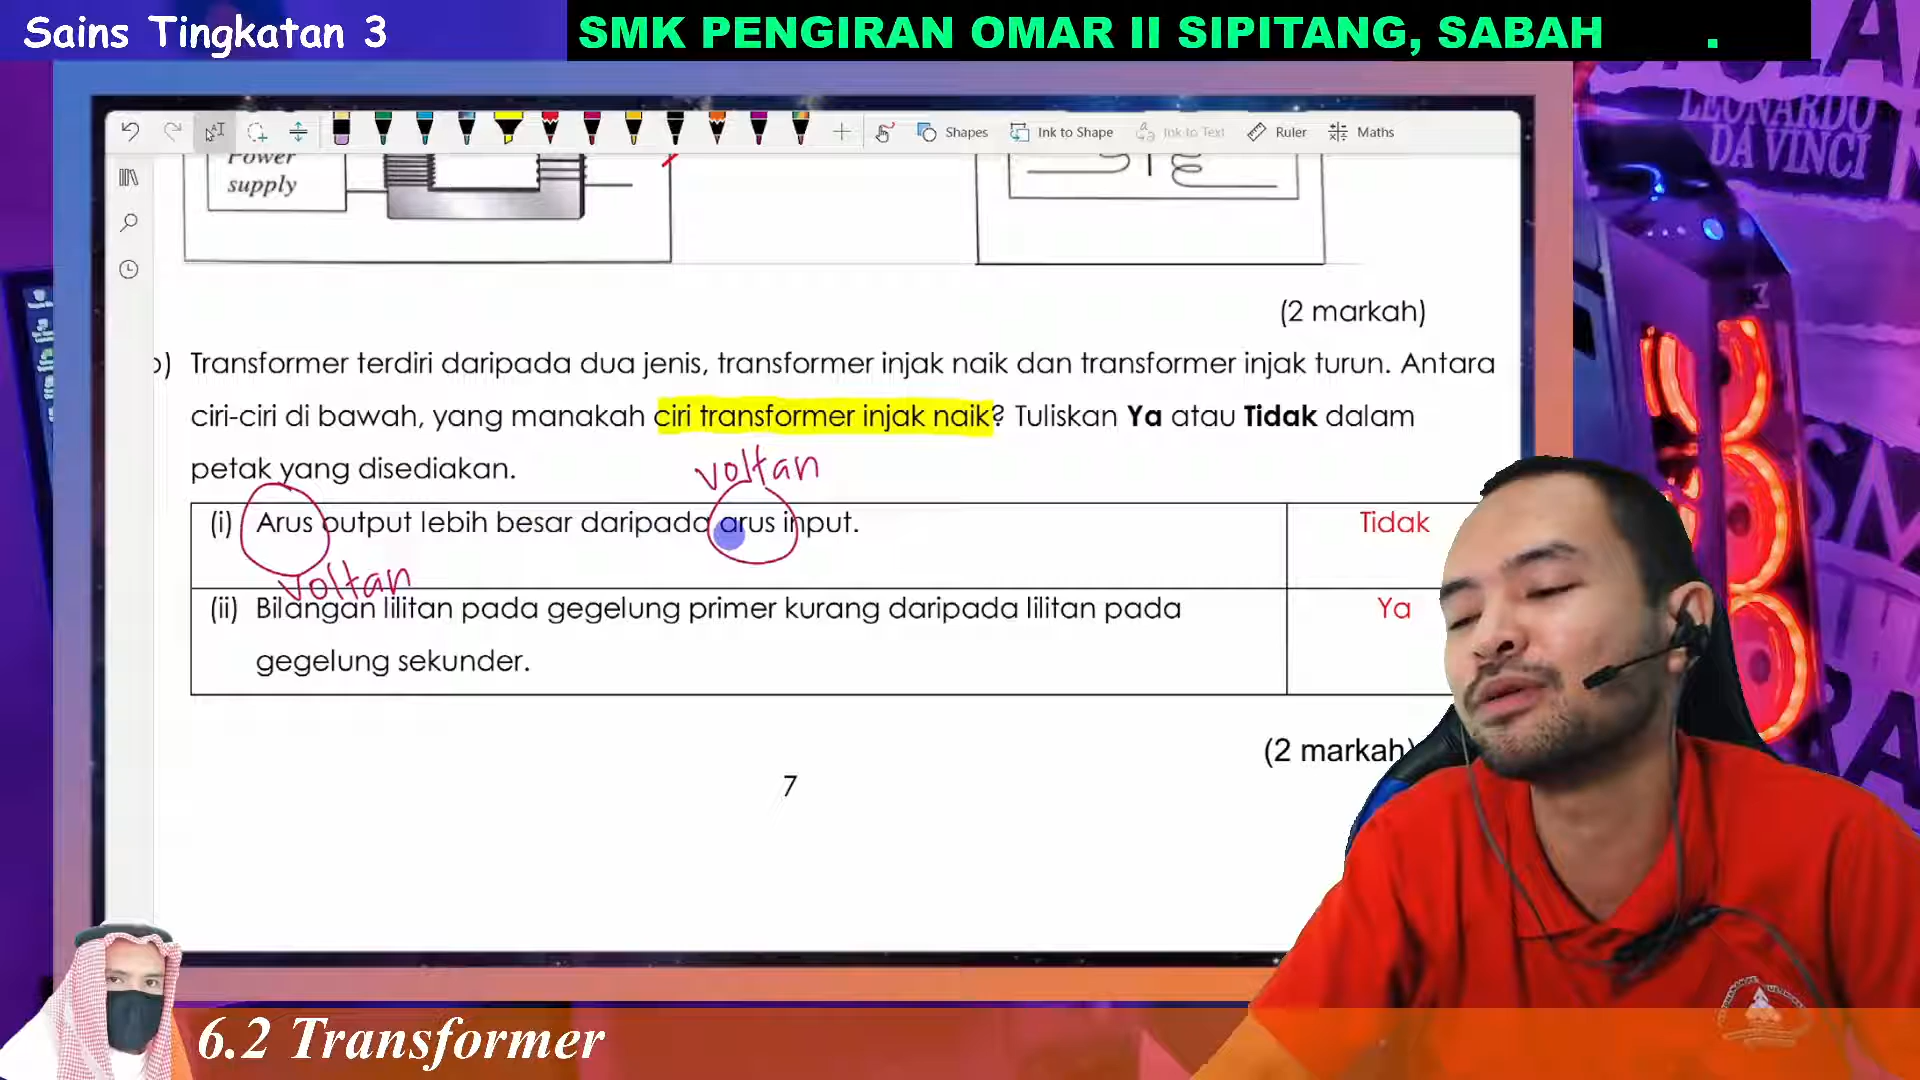 Sains Tingkatan 3
SMK PENGIRAN OMAR II SIPITANG, SABAH .
LEONARDO
DA VINCI
Shapes
Ink to Shape
Ink to Text
Ruler
Maths
Power
supply
(2 markah)
b) Transformer terdiri daripada dua jenis, transformer injak naik dan transformer injak turun. Antara
ciri-ciri di bawah, yang manakah ciri transformer injak naik? Tuliskan Ya atau Tidak dalam
petak yang disediakan.
voltan
(i) Arus output lebih besar daripada arus input.
Tidak
voltan
(ii) Bilangan lilitan pada gegelung primer kurang daripada lilitan pada
Ya
gegelung sekunder.
(2 markah)
7
6.2 Transformer